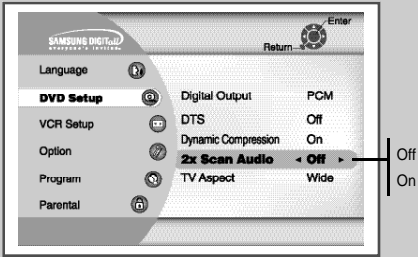 Enter
SAMSUNG DIGITall
everyone's invited
Return
Language
DVD Setup
VCR Setup
Option
Program
Parental
Digital Output PCM
DTS Off
Dynamic Compression On
2x Scan Audio ◄ Off ►
TV Aspect Wide
Off
On